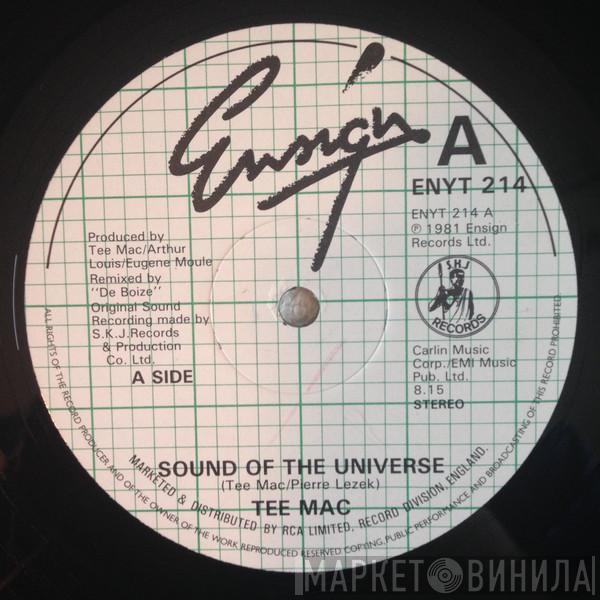 Ensign
A
ENYT 214
ENYT 214 A
℗ 1981 Ensign
Records Ltd.
Produced by
Tee Mac/Arthur
Louis/Eugene Moule
Remixed by
"De Boize"
Original Sound
Recording made by
S.K.J.Records
& Production
Co. Ltd.
A SIDE
RECORDS
Carlin Music
Corp./EMI Music
Pub. Ltd.
8.15
STEREO
SOUND OF THE UNIVERSE
(Tee Mac/Pierre Lezek)
TEE MAC
MARKETED & DISTRIBUTED BY RCA LIMITED, RECORD DIVISION, ENGLAND.
ALL RIGHTS OF THE RECORD PRODUCER AND OF THE OWNER OF THE WORK REPRODUCED RESERVED COPYING, PUBLIC PERFORMANCE AND BROADCASTING OF THIS RECORD PROHIBITED.
МАРКЕТ ВИНИЛА